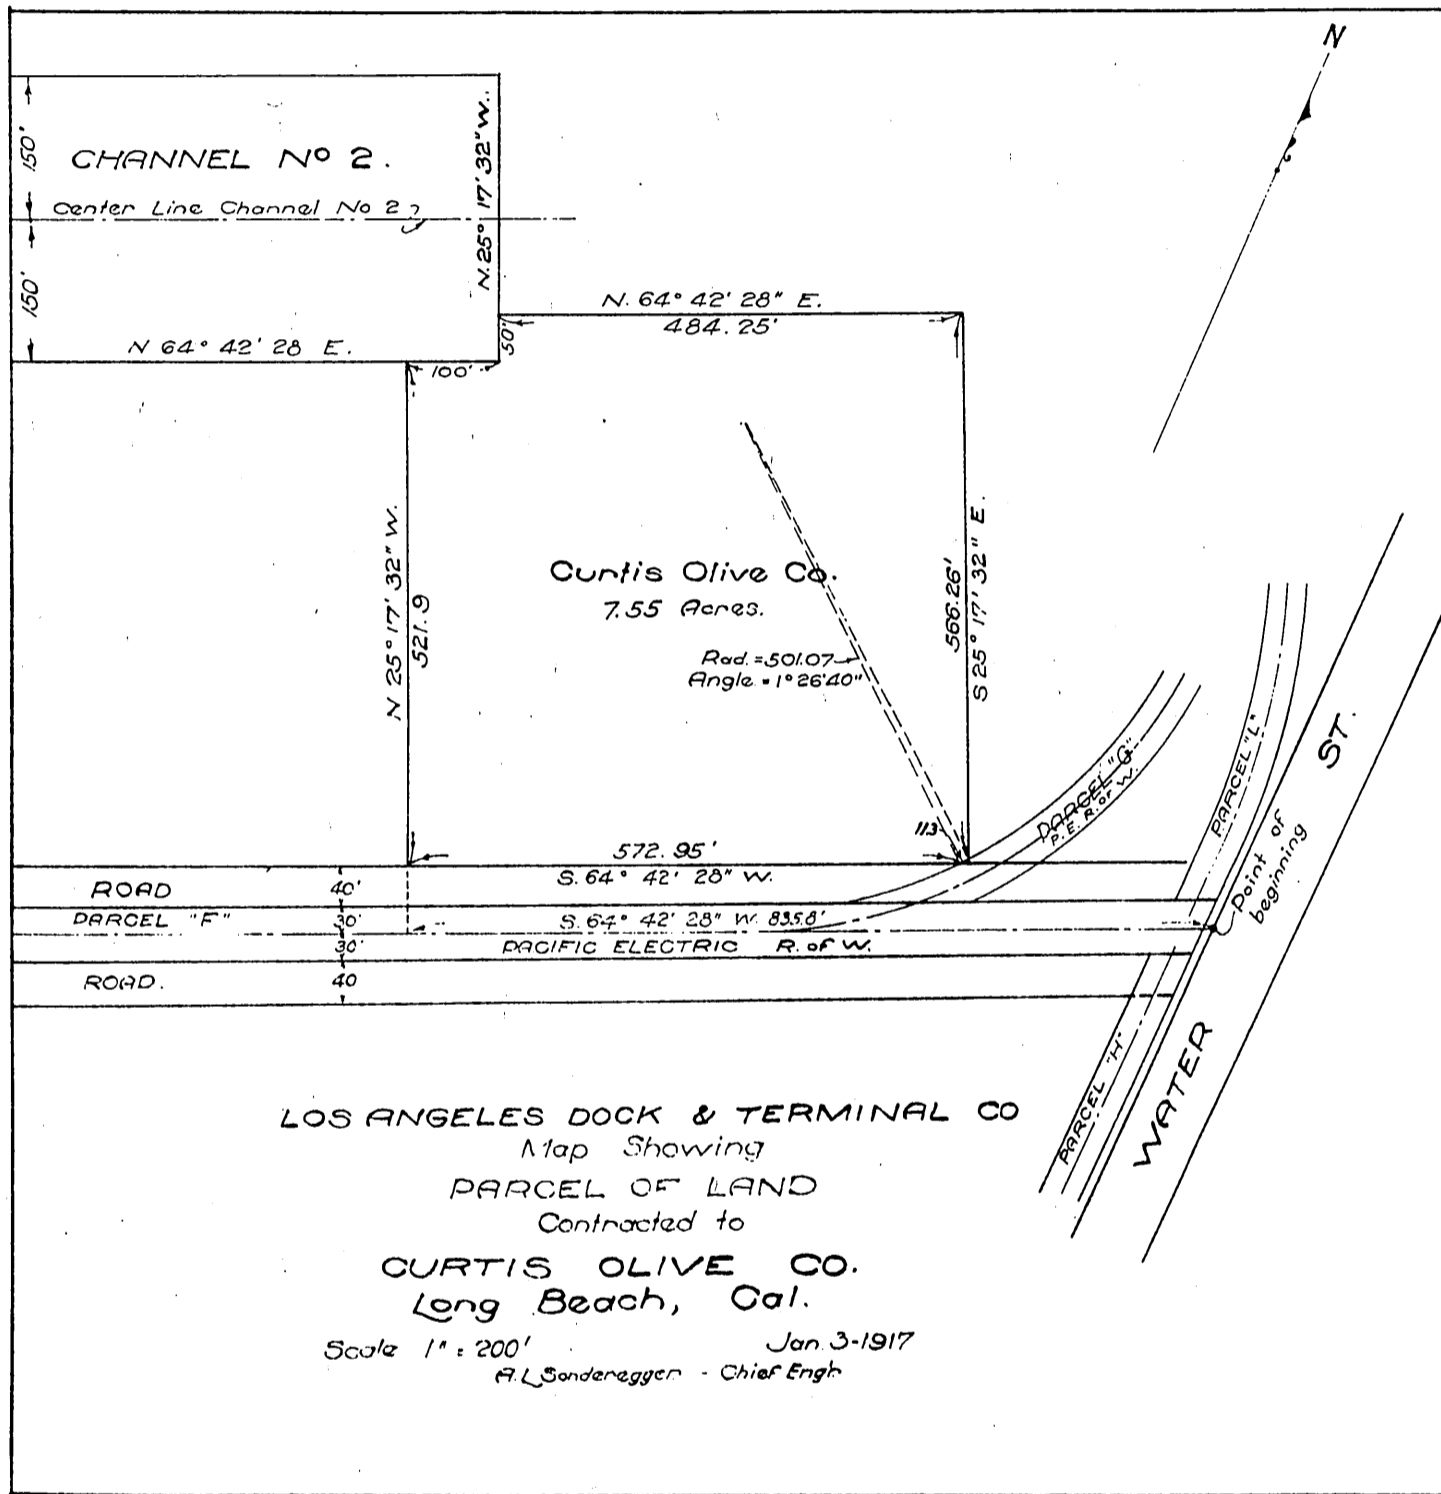 N
150'
CHANNEL No 2.
Center Line Channel No 2
150'
N. 25° 17' 32" W.
N. 64° 42' 28" E.
484.25'
50'
N 64° 42' 28 E.
100'
N 25° 17' 32" W.
521.9
Curtis Olive Co.
7.55 Acres.
Rad. = 501.07
Angle = 1° 26' 40"
566.26'
S 25° 17' 32" E.
PARCEL "G"
P. E. R. of W.
PARCEL "L"
ST.
11.3
Point of
beginning
572.95'
S. 64° 42' 28" W.
ROAD
40'
PARCEL "F"
30'
S. 64° 42' 28" W. 835.8'
30'
PACIFIC ELECTRIC R. of W.
ROAD.
40
PARCEL "H"
WATER
LOS ANGELES DOCK & TERMINAL CO
Map Showing
PARCEL OF LAND
Contracted to
CURTIS OLIVE CO.
Long Beach, Cal.
Scale 1" = 200'
Jan. 3-1917
A. L. Sonderegger - Chief Engr.